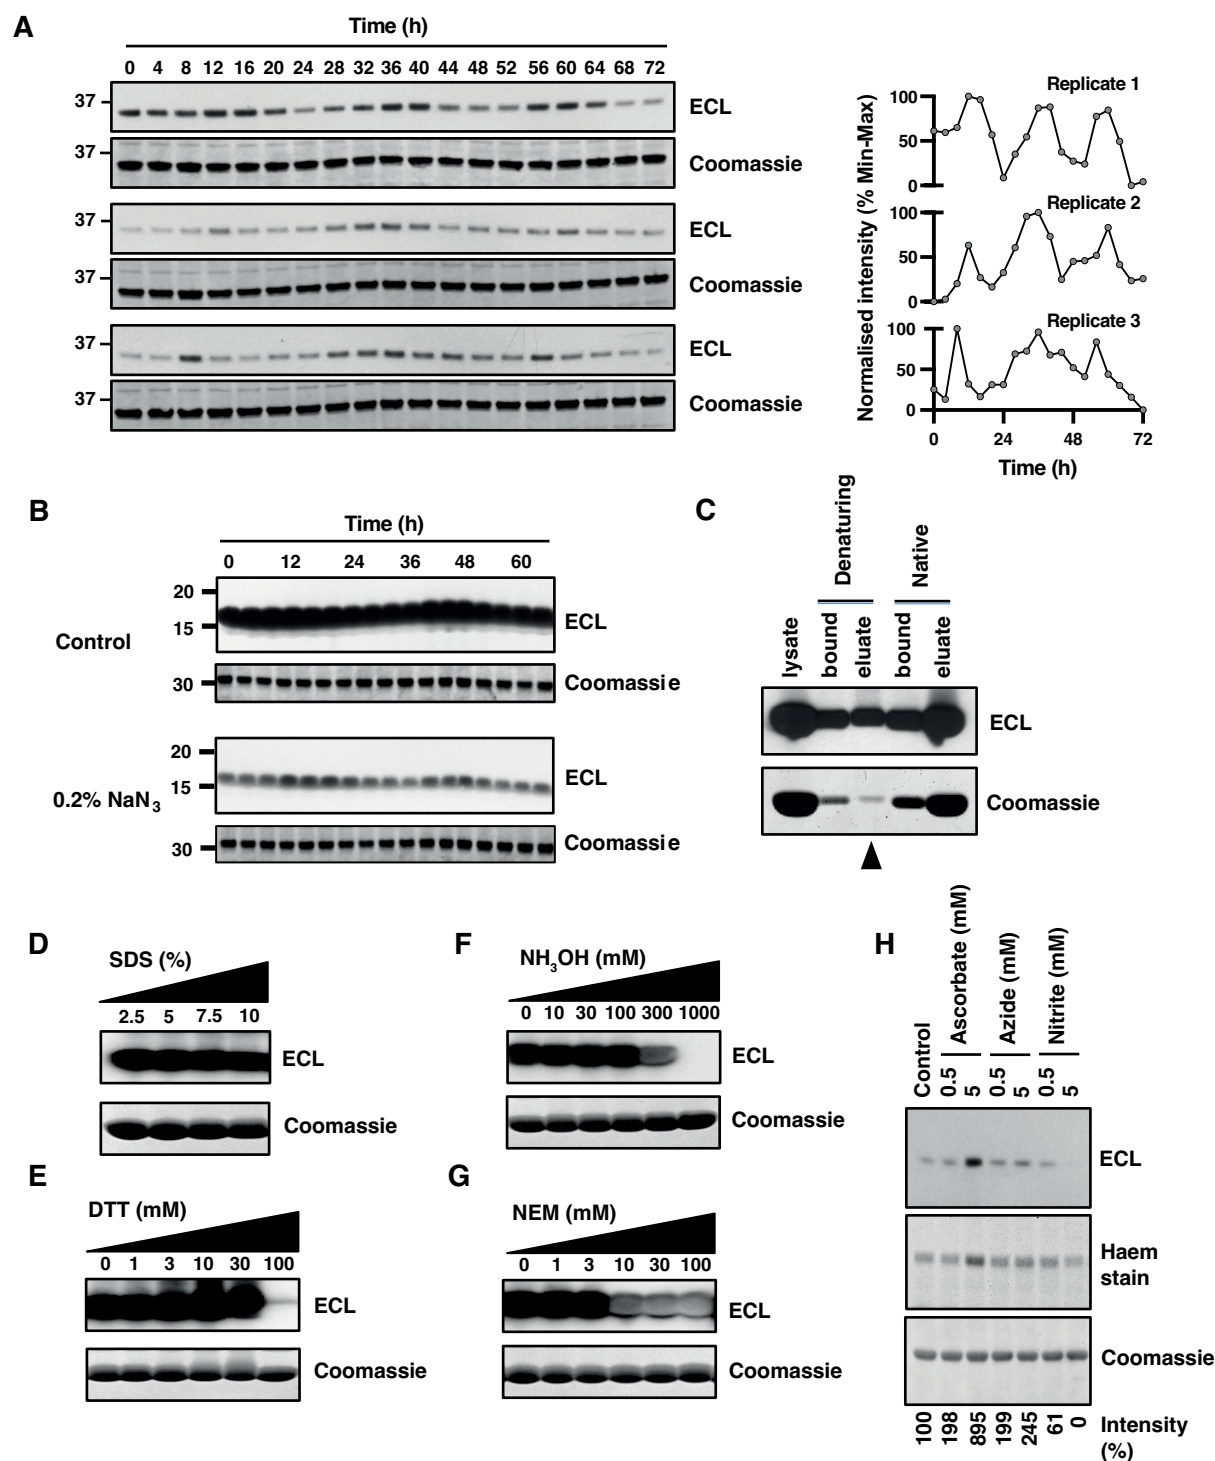 A
Time (h)
0 4 8 12 16 20 24 28 32 36 40 44 48 52 56 60 64 68 72
37
ECL
37
Coomassie
37
ECL
37
Coomassie
37
ECL
37
Coomassie
Normalised intensity (% Min-Max)
Replicate 1
100
50
0
Replicate 2
100
50
0
Replicate 3
100
50
0
0 24 48 72
Time (h)
B
Time (h)
0 12 24 36 48 60
Control
20
15
ECL
30
Coomassie
0.2% NaN3
20
15
ECL
30
Coomassie
C
Denaturing
Native
lysate
bound
eluate
bound
eluate
ECL
Coomassie
D
SDS (%)
2.5 5 7.5 10
ECL
Coomassie
E
DTT (mM)
0 1 3 10 30 100
ECL
Coomassie
F
NH3OH (mM)
0 10 30 100 300 1000
ECL
Coomassie
G
NEM (mM)
0 1 3 10 30 100
ECL
Coomassie
H
Ascorbate (mM)
Azide (mM)
Nitrite (mM)
Control
0.5 5 0.5 5 0.5 5
ECL
Haem
stain
Coomassie
100 198 895 199 245 61 0
Intensity
(%)